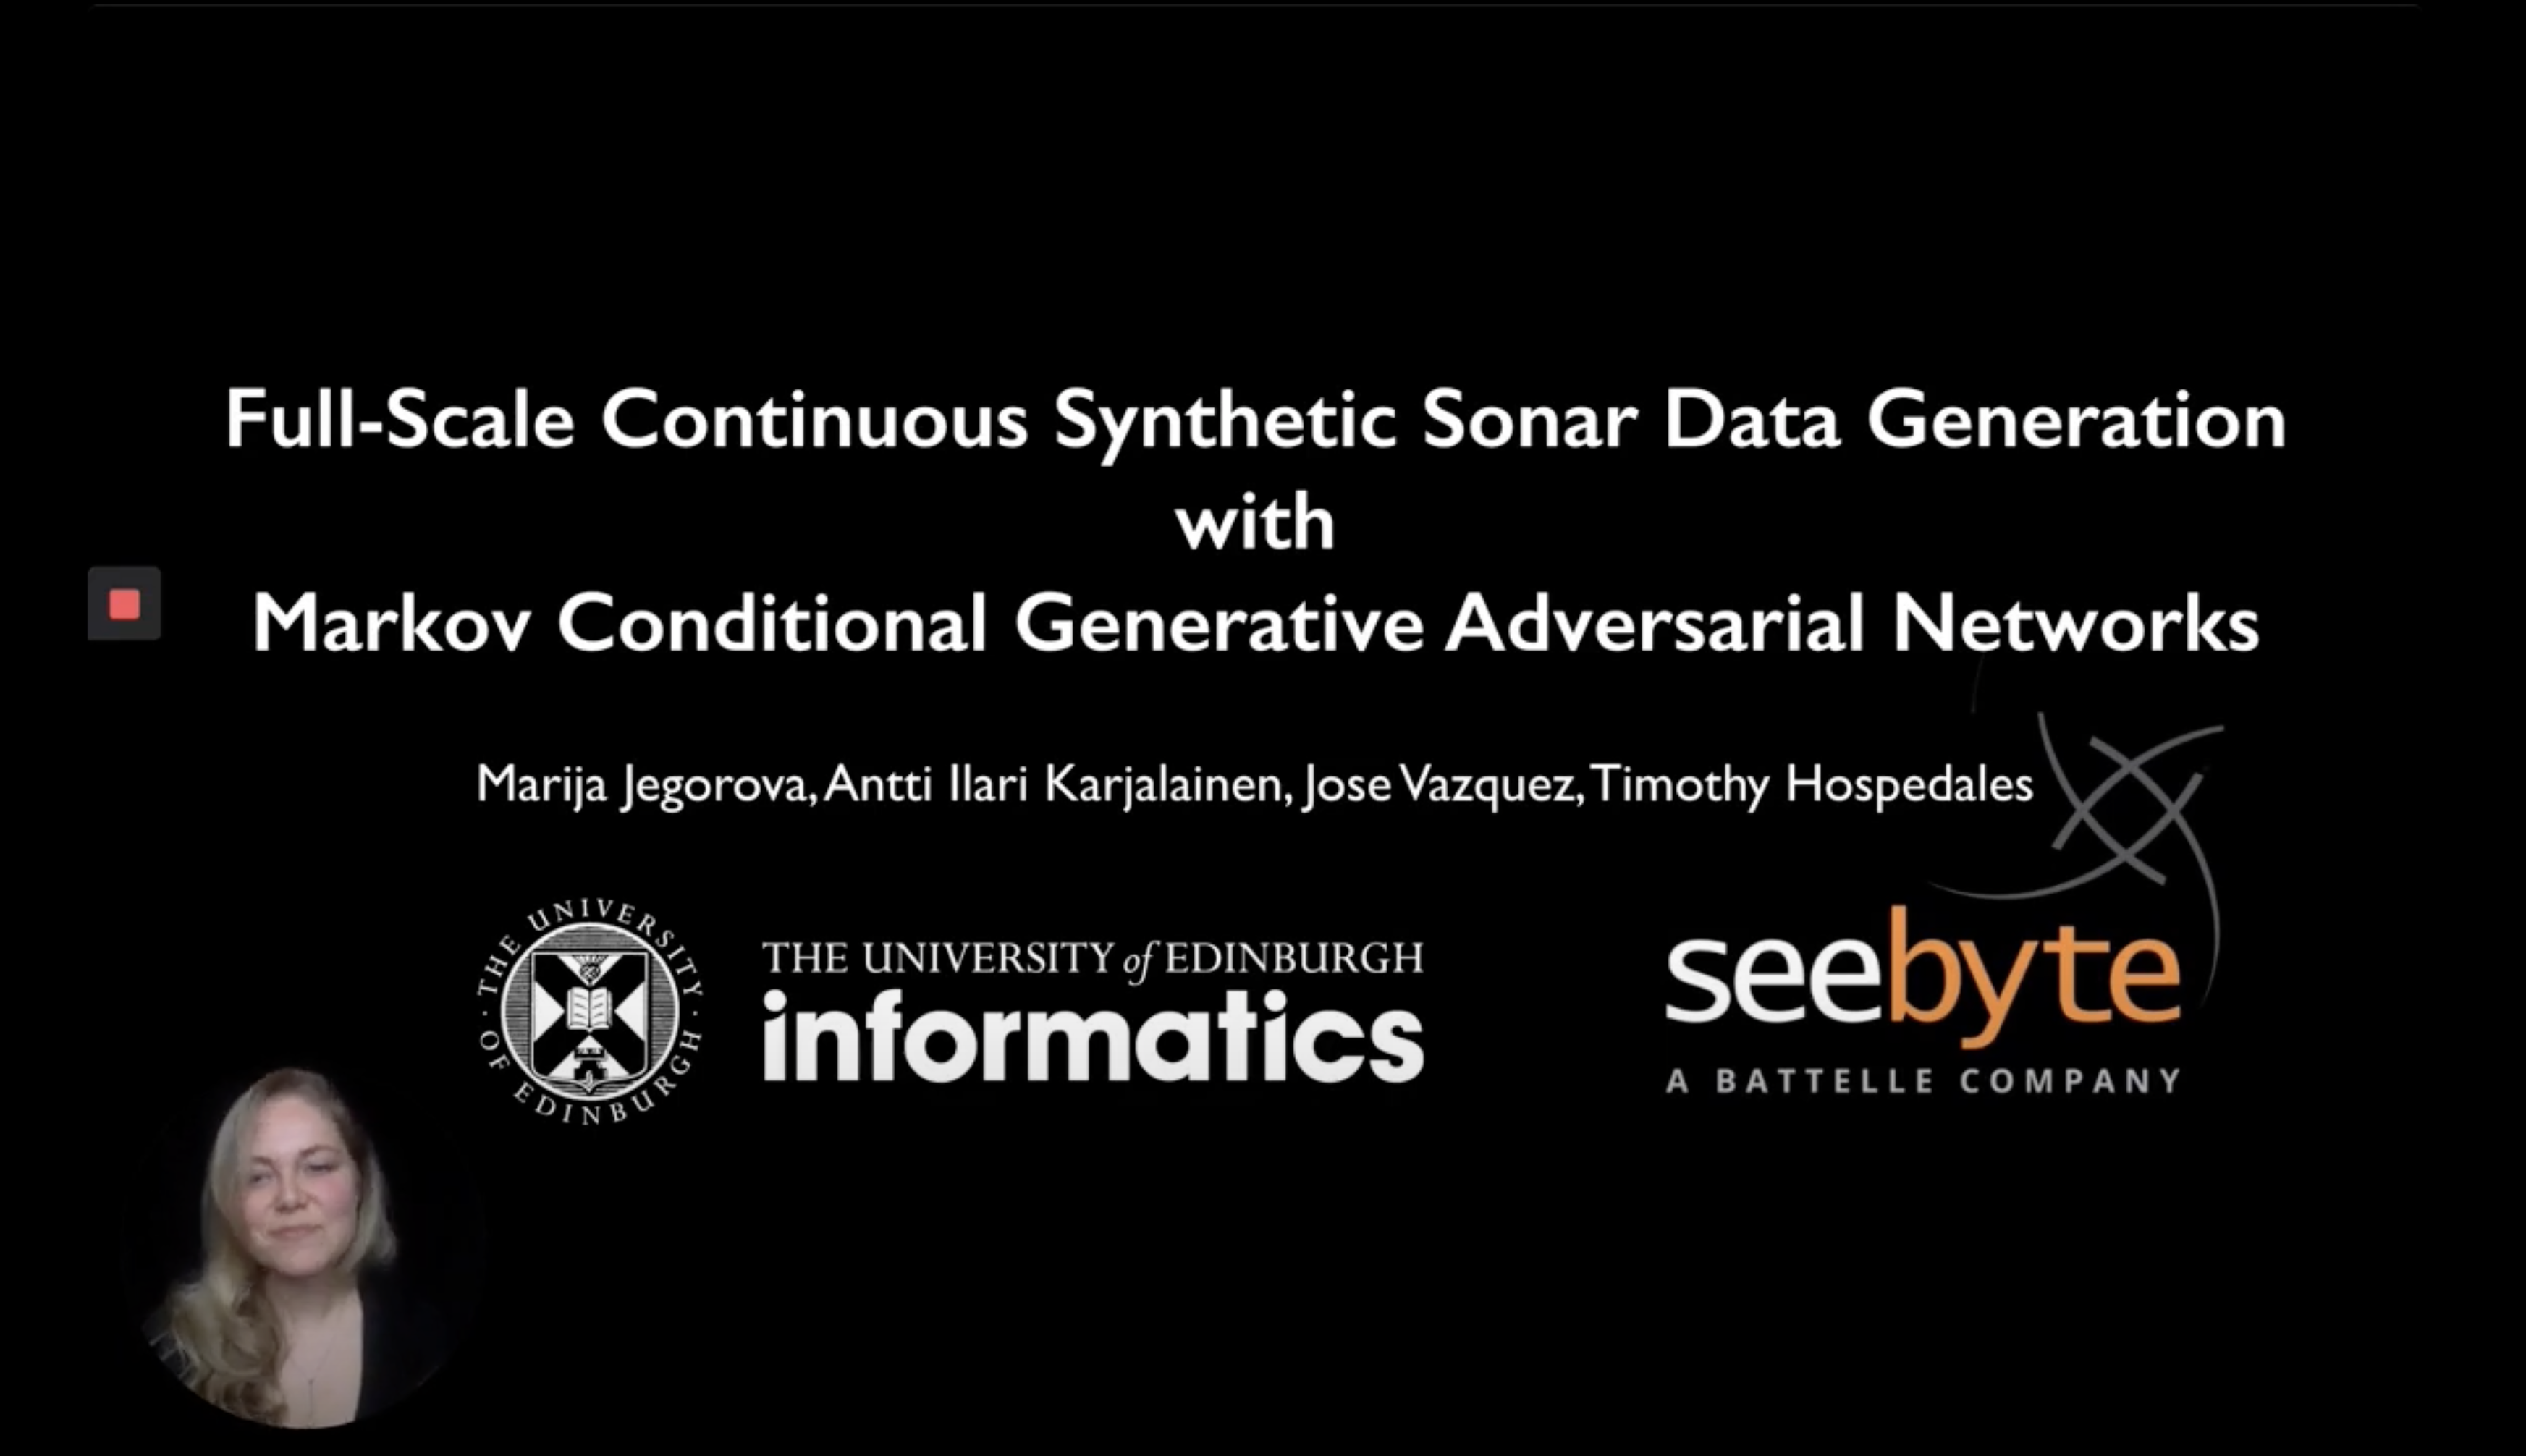 Full-Scale Continuous Synthetic Sonar Data Generation
with
Markov Conditional Generative Adversarial Networks
Marija Jegorova, Antti Ilari Karjalainen, Jose Vazquez, Timothy Hospedales
THE UNIVERSITY OF EDINBURGH
THE UNIVERSITY of EDINBURGH
informatics
seebyte
A BATTELLE COMPANY